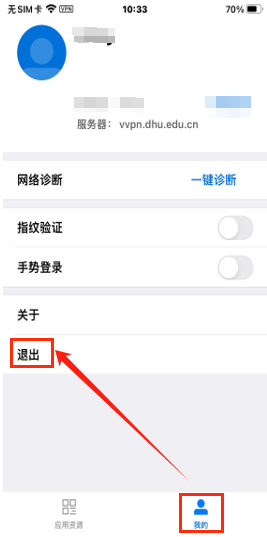 无SIM卡 VPN 10:33 70%
服务器： vvpn.dhu.edu.cn
网络诊断 一键诊断
指纹验证
手势登录
关于
退出
应用资源 我的